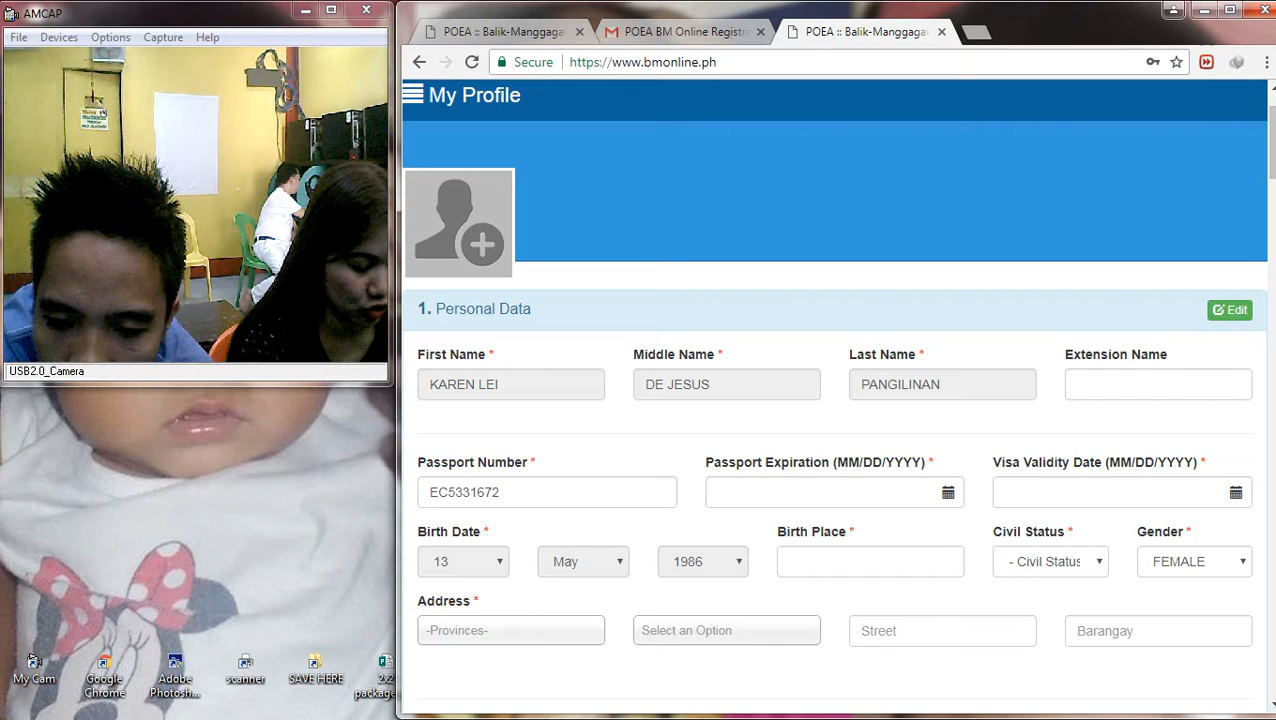 AMCAP
File Devices Options Capture Help
USB2.0_Camera
My Cam
Google Chrome
Adobe Photosh...
scanner
SAVE HERE
2x2 package
POEA :: Balik-Manggaga
POEA BM Online Registra
POEA :: Balik-Manggagav
Secure https://www.bmonline.ph
My Profile
1. Personal Data
Edit
First Name * Middle Name * Last Name * Extension Name
KAREN LEI DE JESUS PANGILINAN
Passport Number * Passport Expiration (MM/DD/YYYY) * Visa Validity Date (MM/DD/YYYY) *
EC5331672
Birth Date * Birth Place * Civil Status * Gender *
13 May 1986 - Civil Status FEMALE
Address *
-Provinces- Select an Option Street Barangay